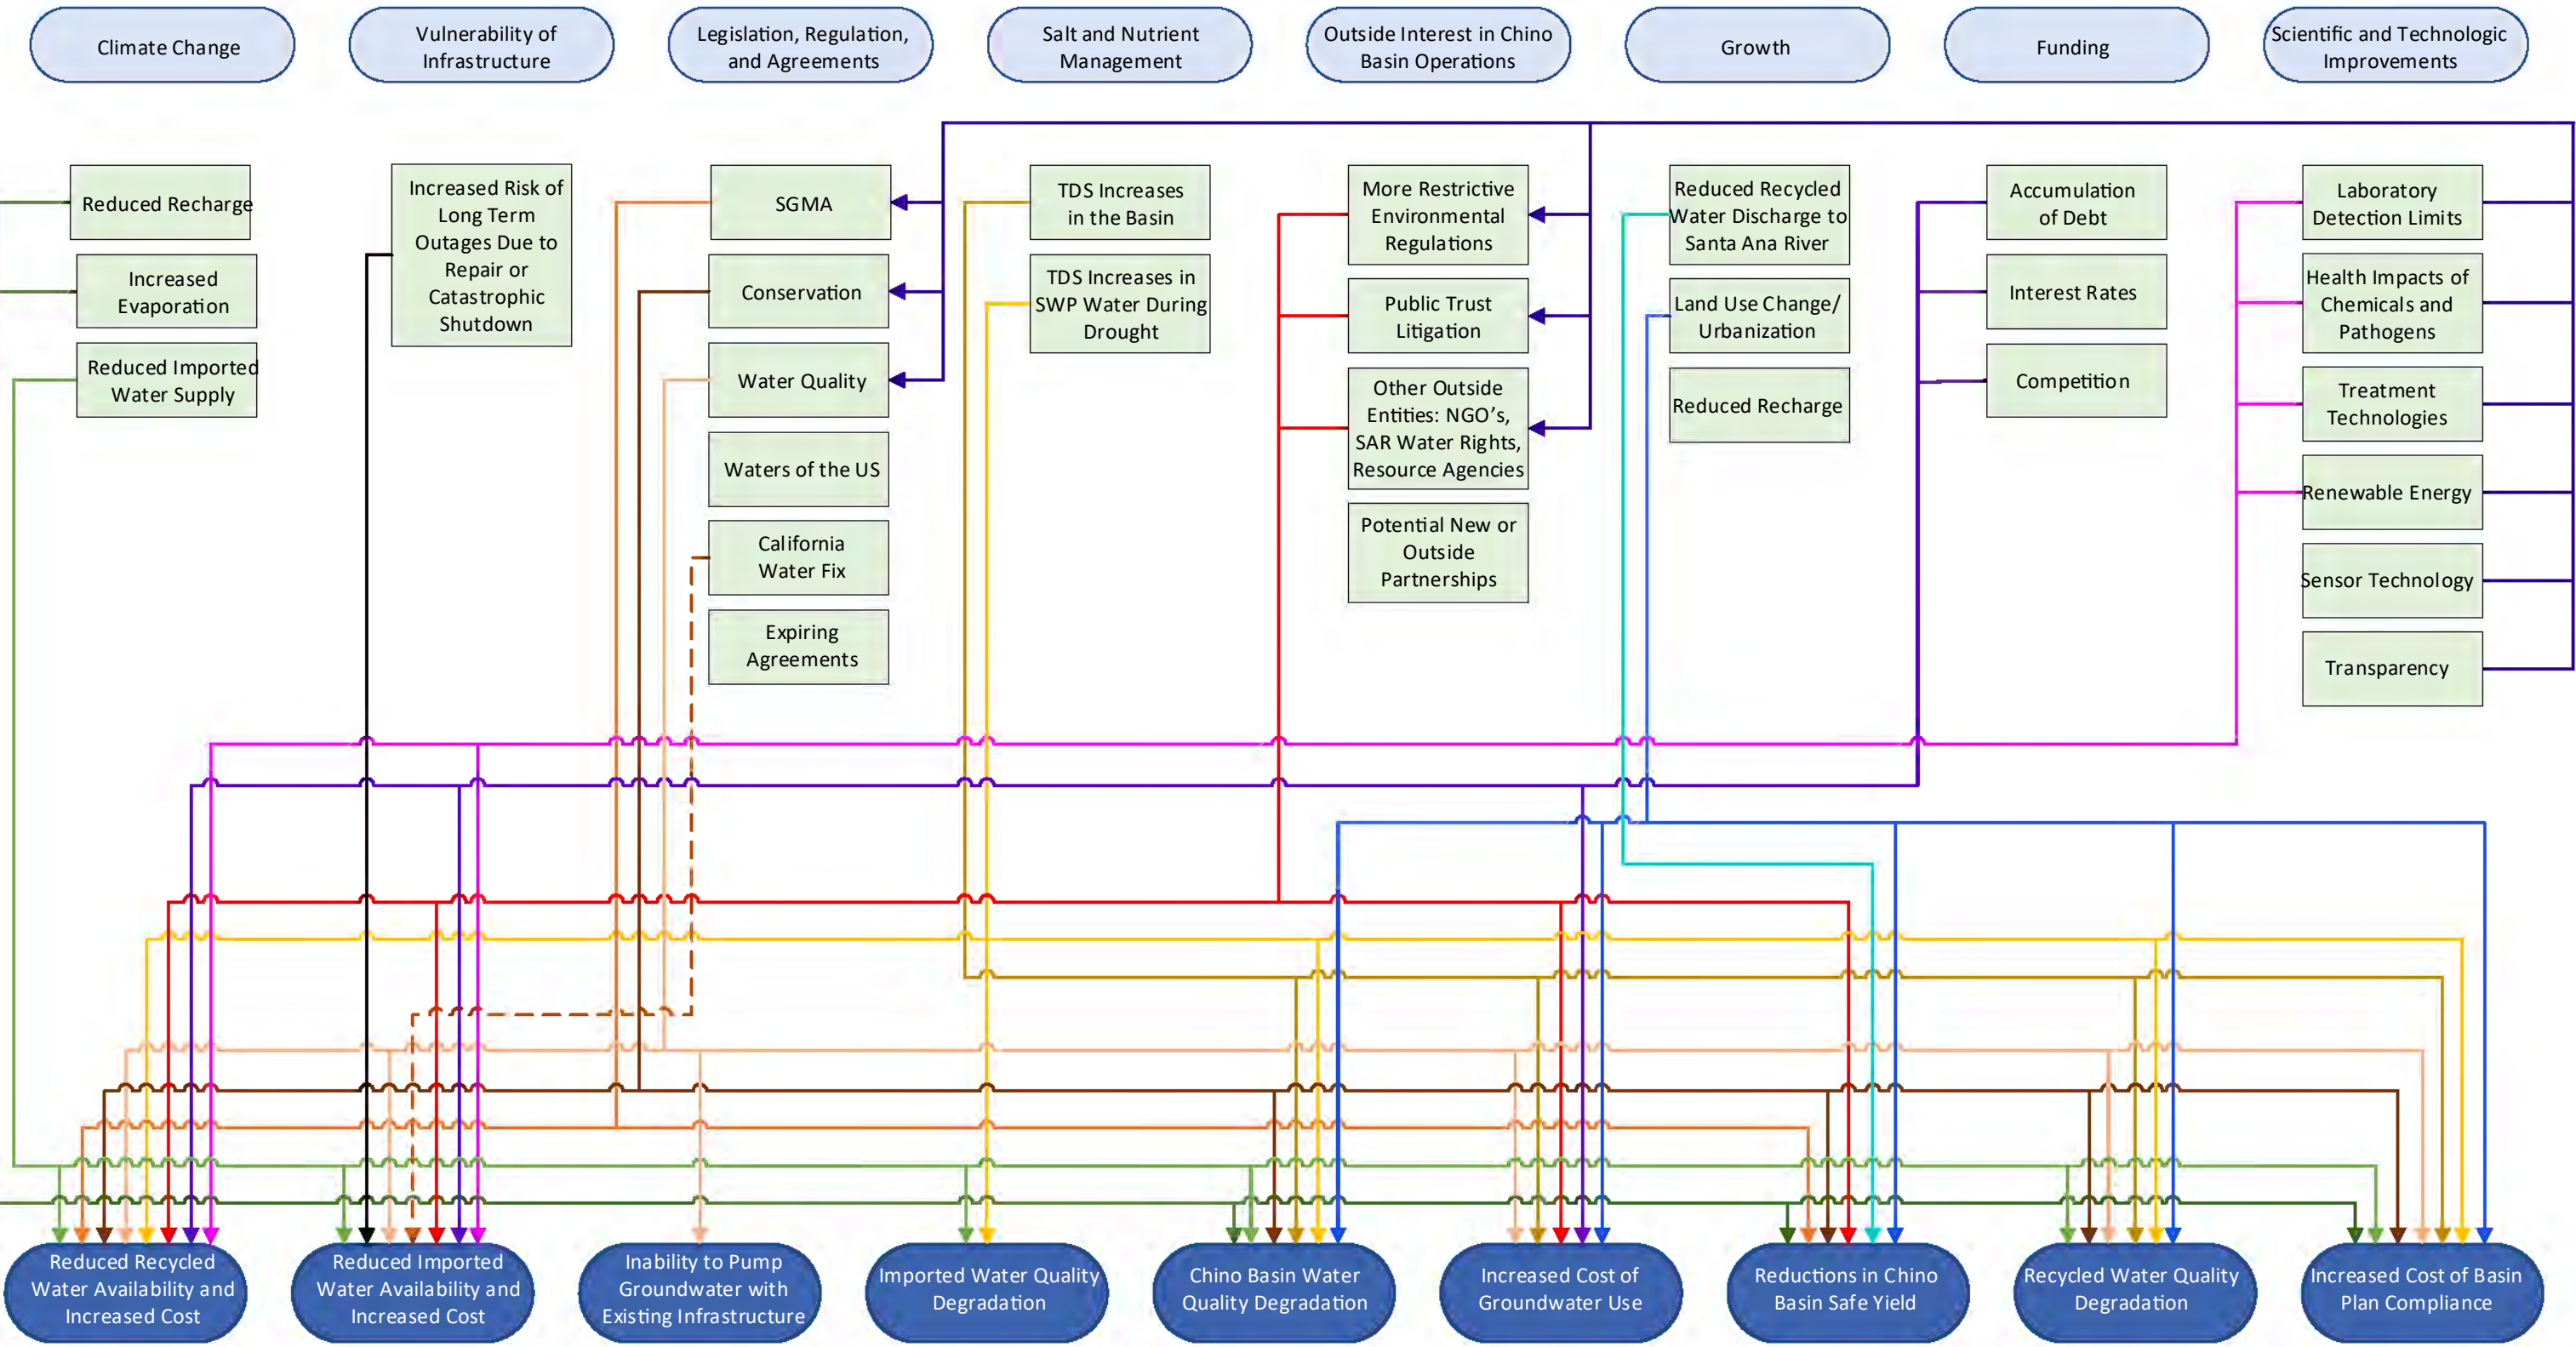 Climate Change
Vulnerability of
Infrastructure
Legislation, Regulation,
and Agreements
Salt and Nutrient
Management
Outside Interest in Chino
Basin Operations
Growth
Funding
Scientific and Technologic
Improvements
Reduced Recharge
Increased
Evaporation
Reduced Imported
Water Supply
Increased Risk of
Long Term
Outages Due to
Repair or
Catastrophic
Shutdown
SGMA
Conservation
Water Quality
Waters of the US
California
Water Fix
Expiring
Agreements
TDS Increases
in the Basin
TDS Increases in
SWP Water During
Drought
More Restrictive
Environmental
Regulations
Public Trust
Litigation
Other Outside
Entities: NGO's,
SAR Water Rights,
Resource Agencies
Potential New or
Outside
Partnerships
Reduced Recycled
Water Discharge to
Santa Ana River
Land Use Change/
Urbanization
Reduced Recharge
Accumulation
of Debt
Interest Rates
Competition
Laboratory
Detection Limits
Health Impacts of
Chemicals and
Pathogens
Treatment
Technologies
Renewable Energy
Sensor Technology
Transparency
Reduced Recycled
Water Availability and
Increased Cost
Reduced Imported
Water Availability and
Increased Cost
Inability to Pump
Groundwater with
Existing Infrastructure
Imported Water Quality
Degradation
Chino Basin Water
Quality Degradation
Increased Cost of
Groundwater Use
Reductions in Chino
Basin Safe Yield
Recycled Water Quality
Degradation
Increased Cost of Basin
Plan Compliance